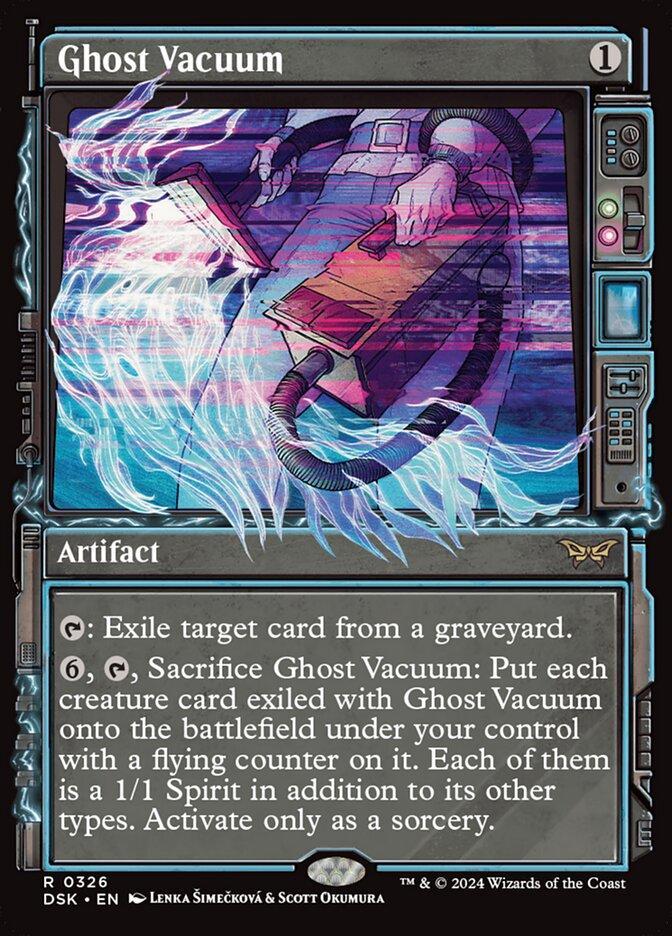 Ghost Vacuum 1
Artifact
: Exile target card from a graveyard.
6, , Sacrifice Ghost Vacuum: Put each
creature card exiled with Ghost Vacuum
onto the battlefield under your control
with a flying counter on it. Each of them
is a 1/1 Spirit in addition to its other
types. Activate only as a sorcery.
R 0326
DSK • EN Lenka Šimečková & Scott Okumura
™ & © 2024 Wizards of the Coast